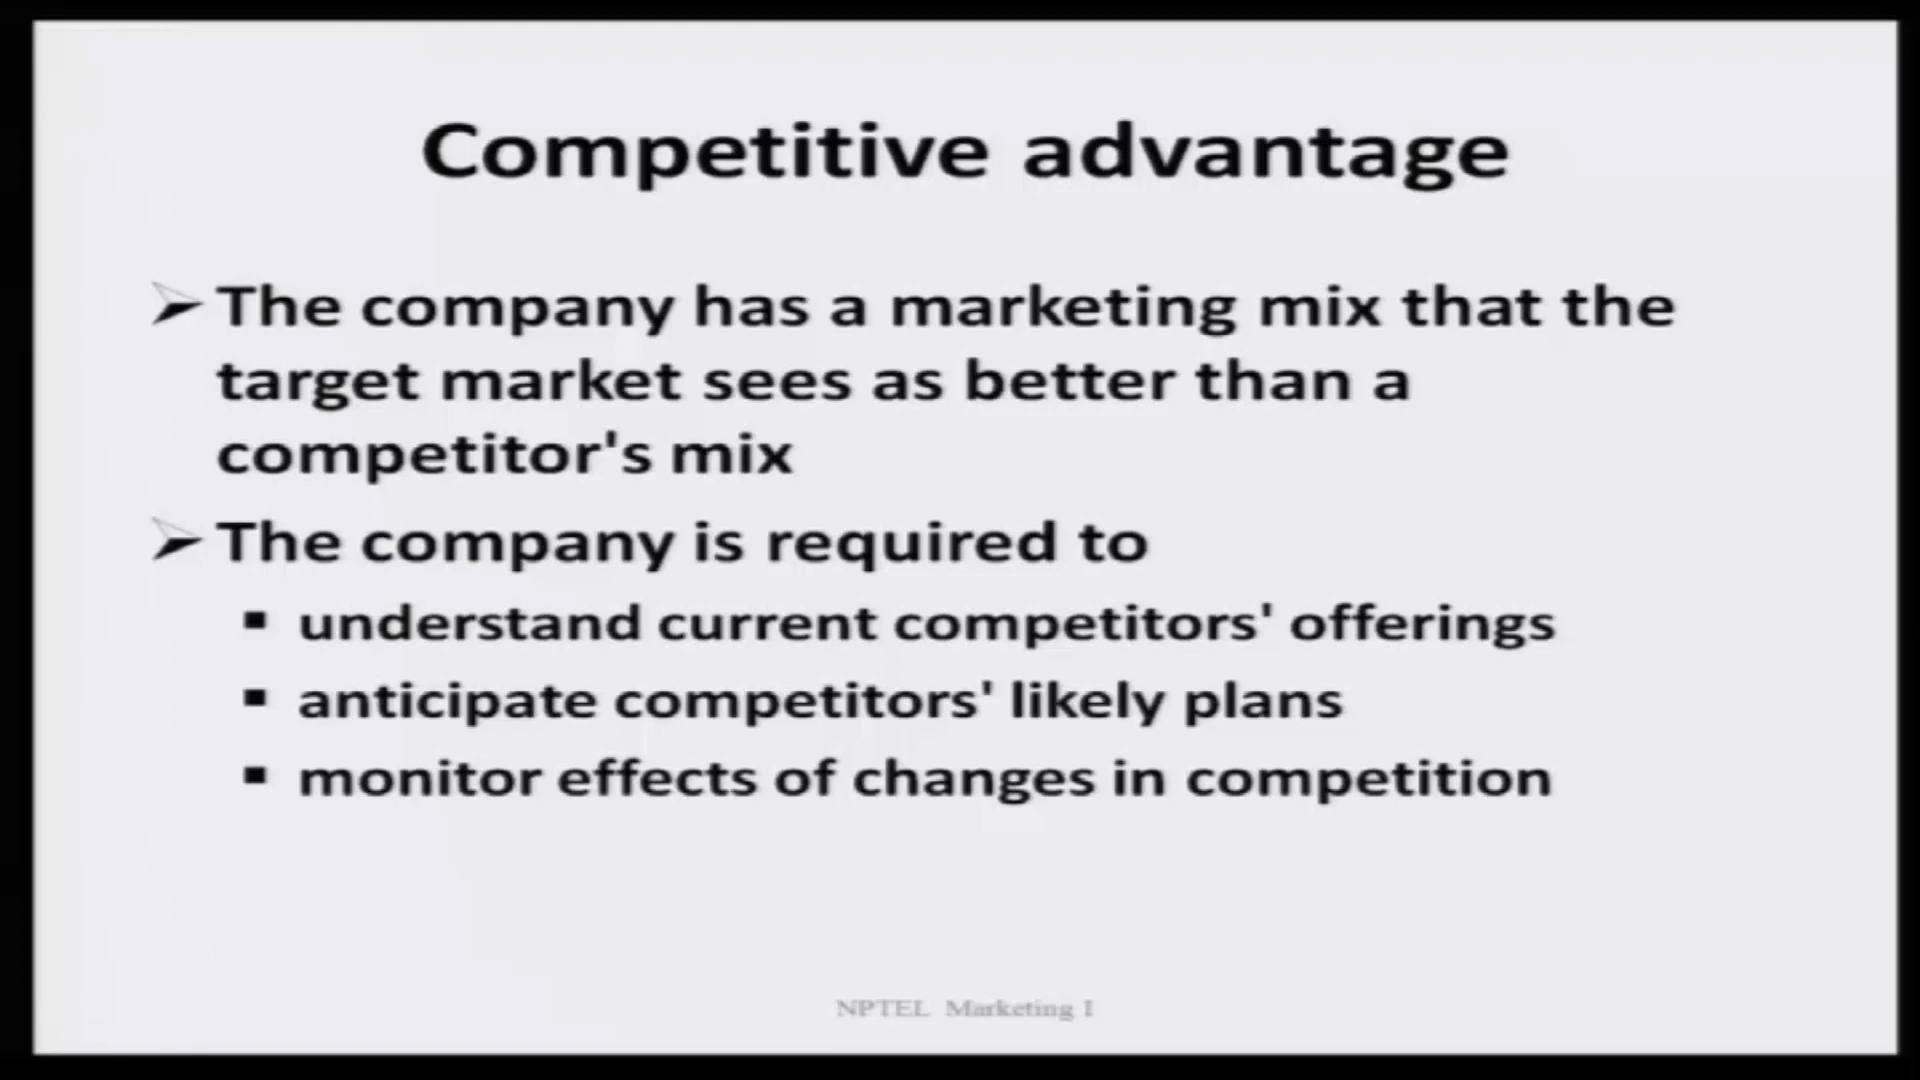 Competitive advantage
The company has a marketing mix that the
target market sees as better than a
competitor's mix
The company is required to
understand current competitors' offerings
anticipate competitors' likely plans
monitor effects of changes in competition
NPTEL Marketing I